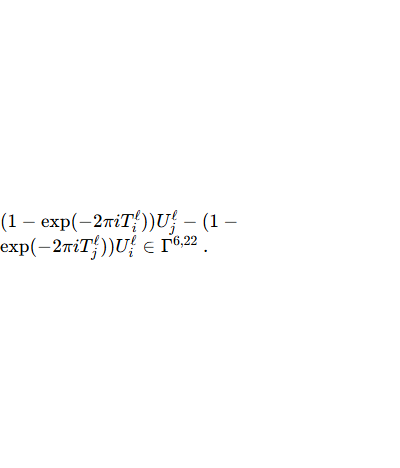 (1 − exp(−2πiT_i^ℓ))U_j^ℓ − (1 −
exp(−2πiT_j^ℓ))U_i^ℓ ∈ Γ^{6,22} .